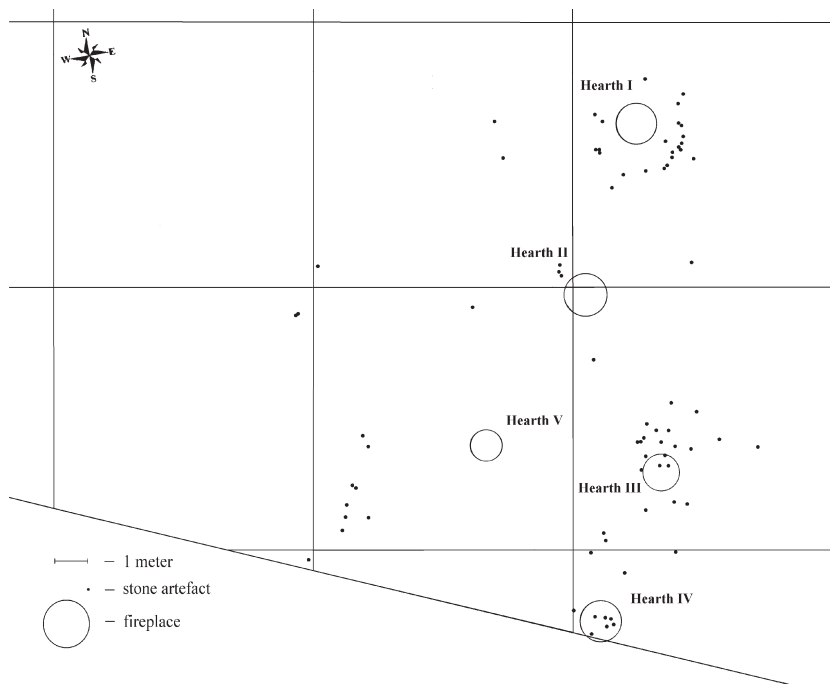 N
W E
S
Hearth I
Hearth II
Hearth V
Hearth III
Hearth IV
– 1 meter
– stone artefact
– fireplace